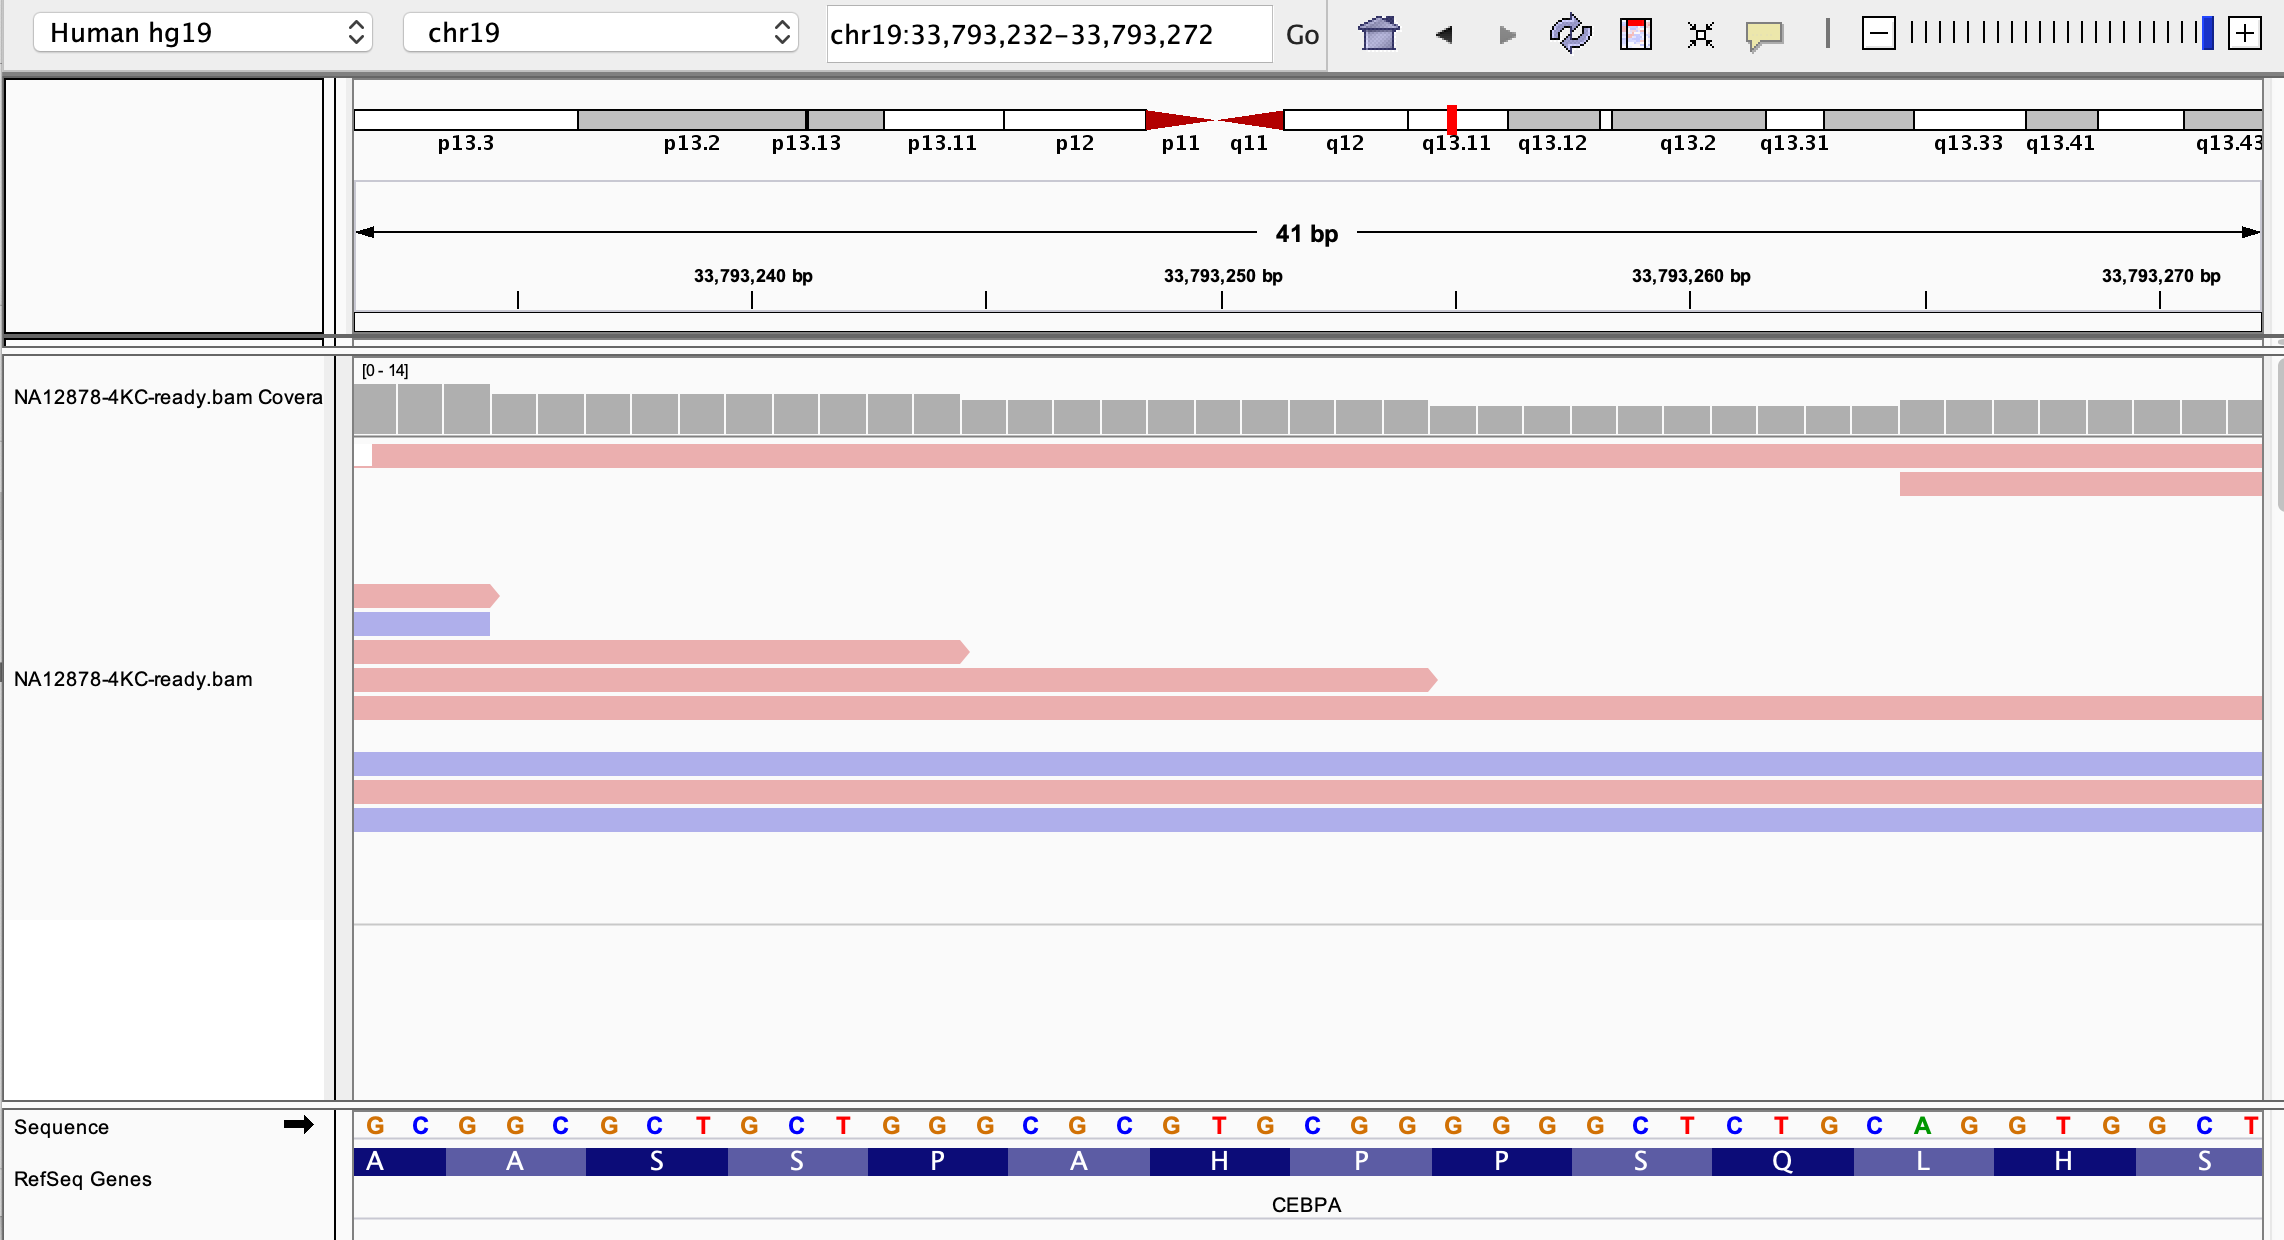 Human hg19 chr19 chr19:33,793,232-33,793,272 Go
p13.3 p13.2 p13.13 p13.11 p12 p11 q11 q12 q13.11 q13.12 q13.2 q13.31 q13.33 q13.41 q13.43
41 bp
33,793,240 bp 33,793,250 bp 33,793,260 bp 33,793,270 bp
[0 - 14]
NA12878-4KC-ready.bam Covera
NA12878-4KC-ready.bam
Sequence G C G G C G C T G C T G G G C G C G T G C G G G G G G C T C T G C A G G T G G C T
A A S S P A H P P S Q L H S
RefSeq Genes
CEBPA